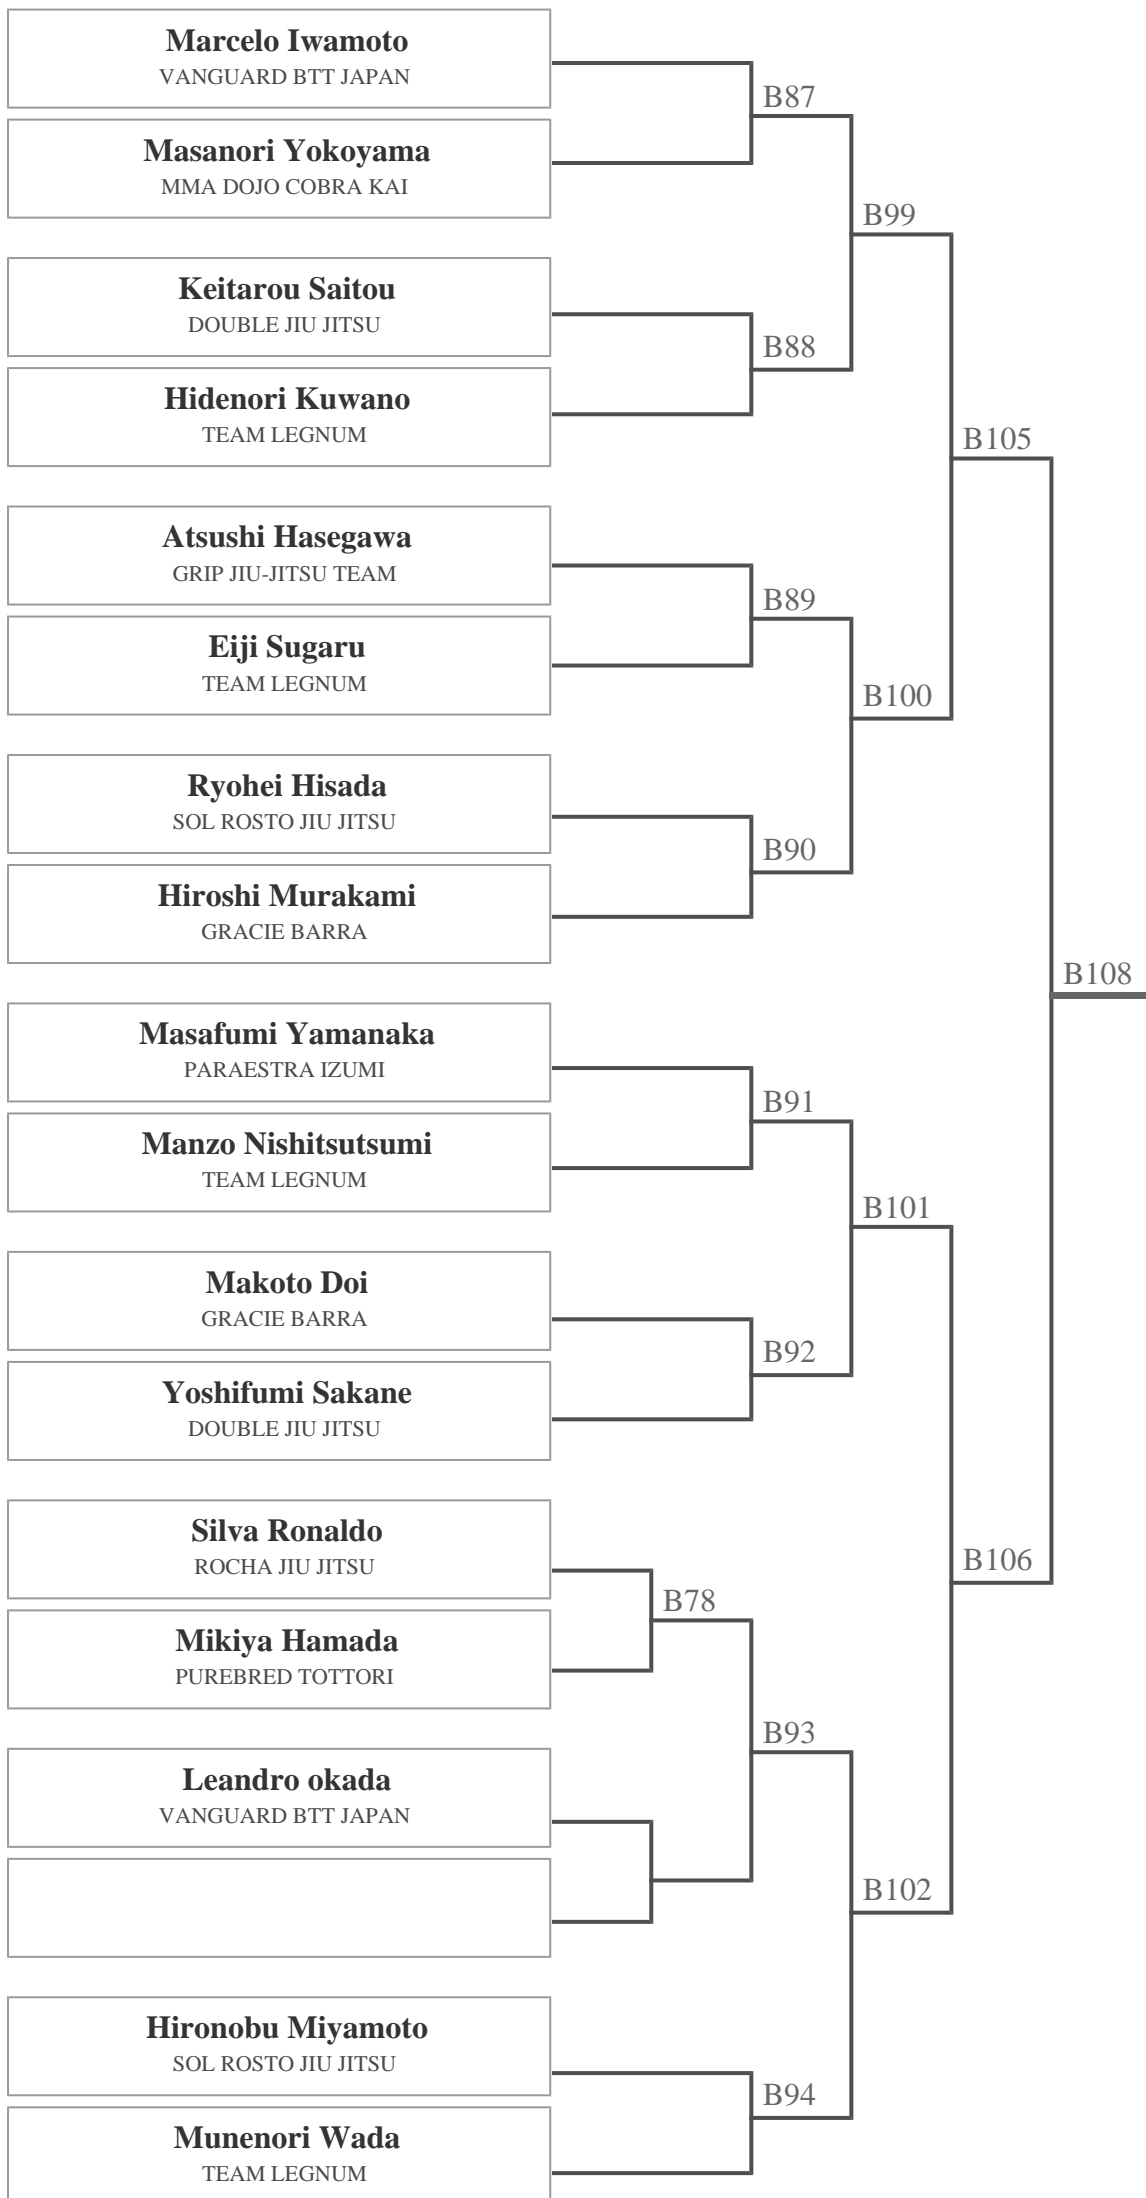 Marcelo Iwamoto
VANGUARD BTT JAPAN
B87
Masanori Yokoyama
MMA DOJO COBRA KAI
B99
Keitarou Saitou
DOUBLE JIU JITSU
B88
Hidenori Kuwano
TEAM LEGNUM
B105
Atsushi Hasegawa
GRIP JIU-JITSU TEAM
B89
Eiji Sugaru
TEAM LEGNUM
B100
Ryohei Hisada
SOL ROSTO JIU JITSU
B90
Hiroshi Murakami
GRACIE BARRA
B108
Masafumi Yamanaka
PARAESTRA IZUMI
B91
Manzo Nishitsutsumi
TEAM LEGNUM
B101
Makoto Doi
GRACIE BARRA
B92
Yoshifumi Sakane
DOUBLE JIU JITSU
Silva Ronaldo
ROCHA JIU JITSU
B106
B78
Mikiya Hamada
PUREBRED TOTTORI
B93
Leandro okada
VANGUARD BTT JAPAN
B102
Hironobu Miyamoto
SOL ROSTO JIU JITSU
B94
Munenori Wada
TEAM LEGNUM